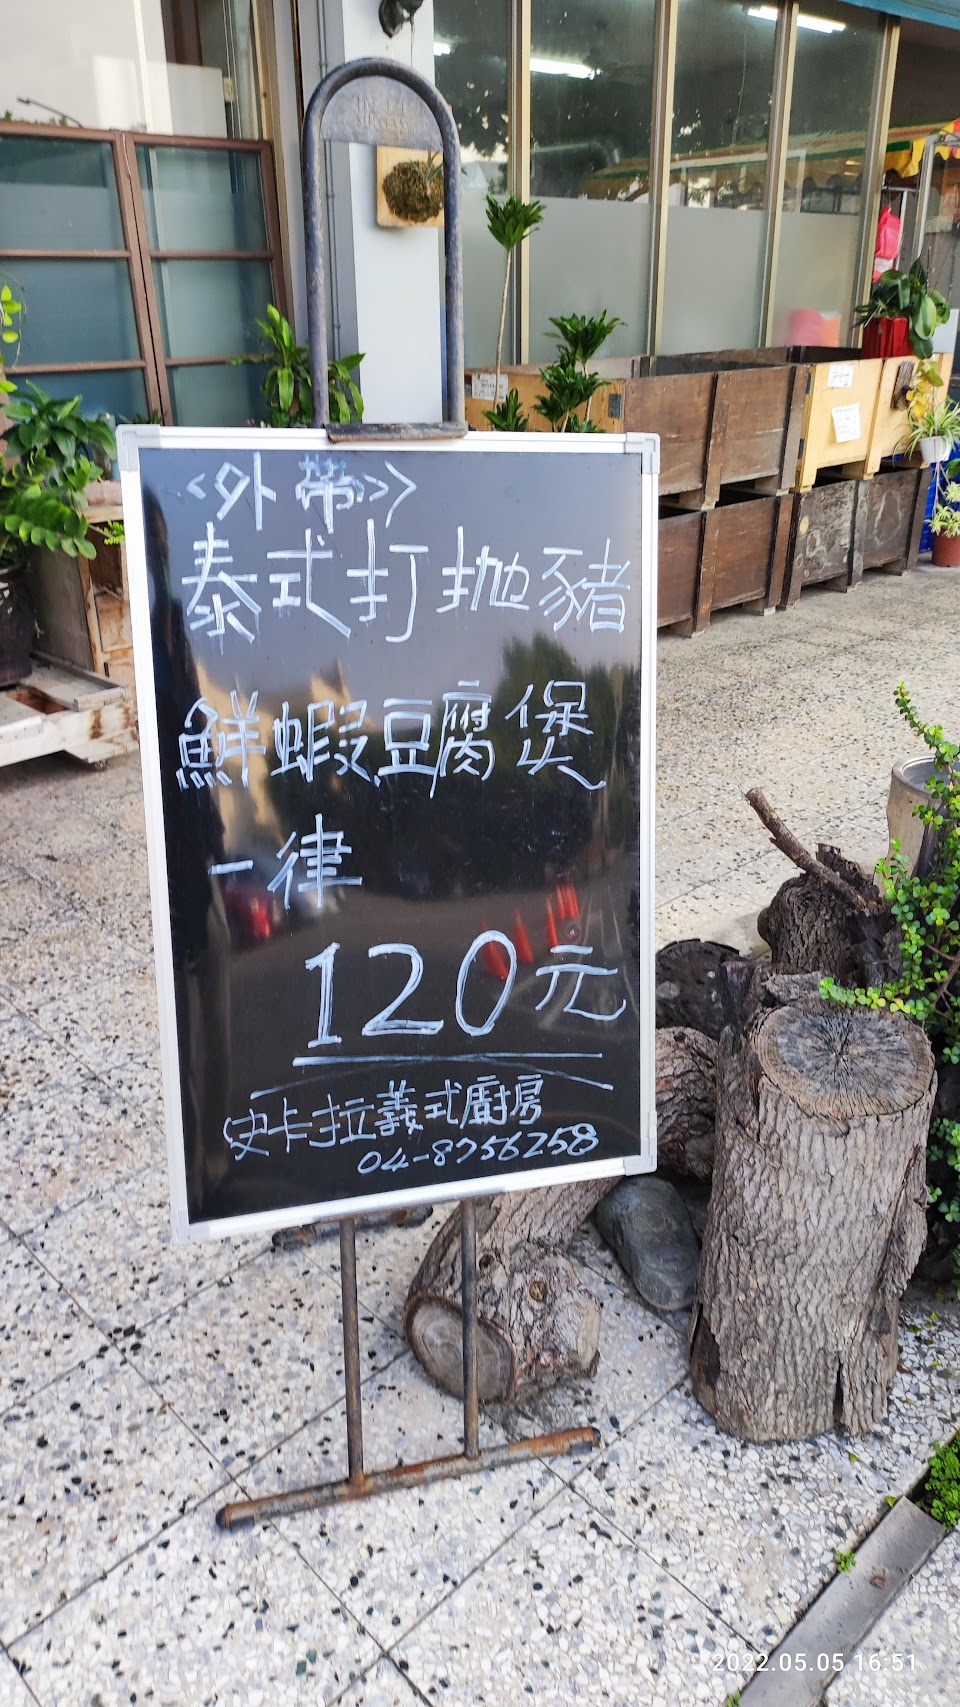 <外帶>>
泰式打拋豬
鮮蝦豆腐煲
一律
120元
史卡拉義式廚房
04-8756258
2022.05.05 16:51